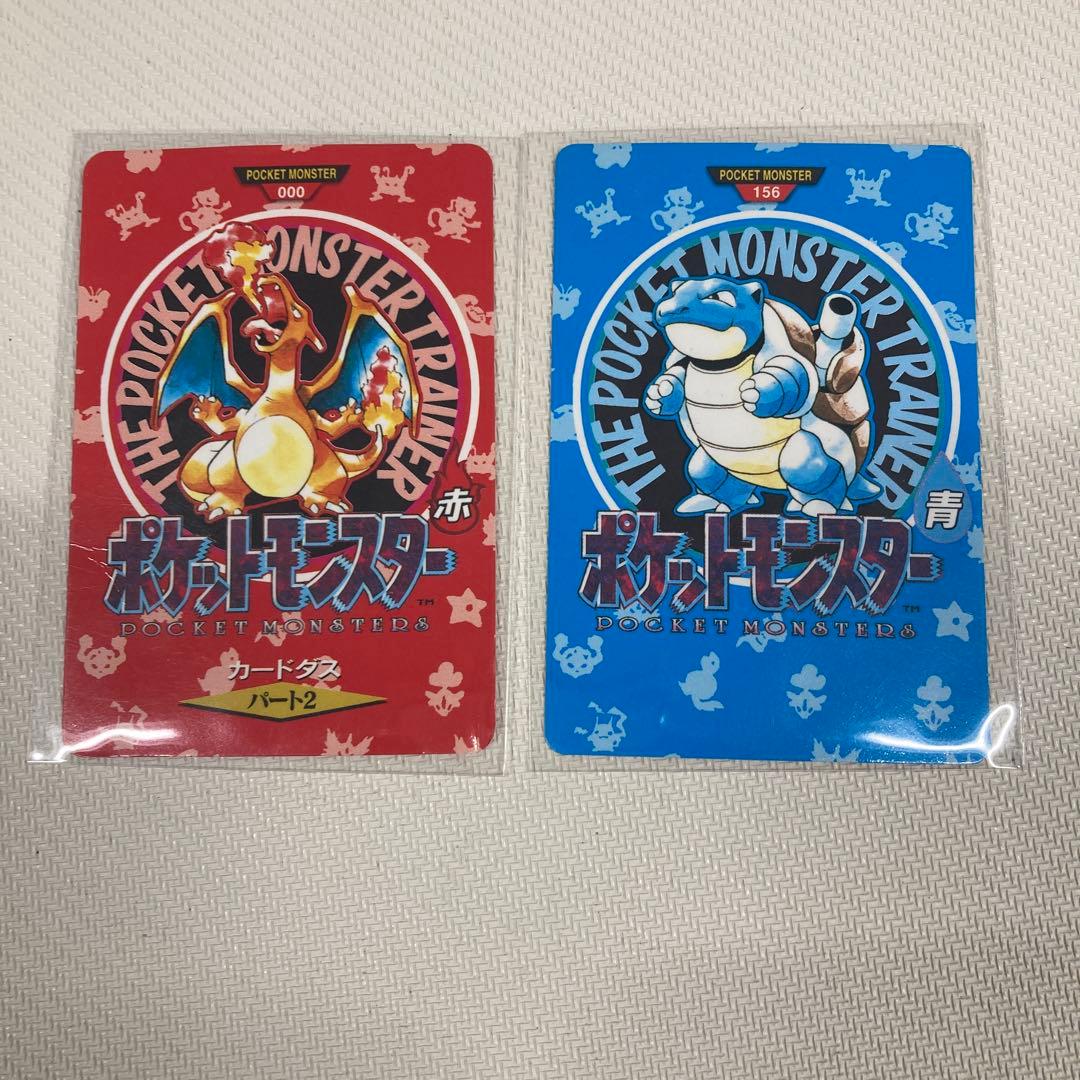 POCKET MONSTER
000
THE POCKET MONSTER TRAINER
赤
ポケットモンスター
TM
POCKET MONSTERS
カードダス
パート2
POCKET MONSTER
156
THE POCKET MONSTER TRAINER
青
ポケットモンスター
TM
POCKET MONSTERS